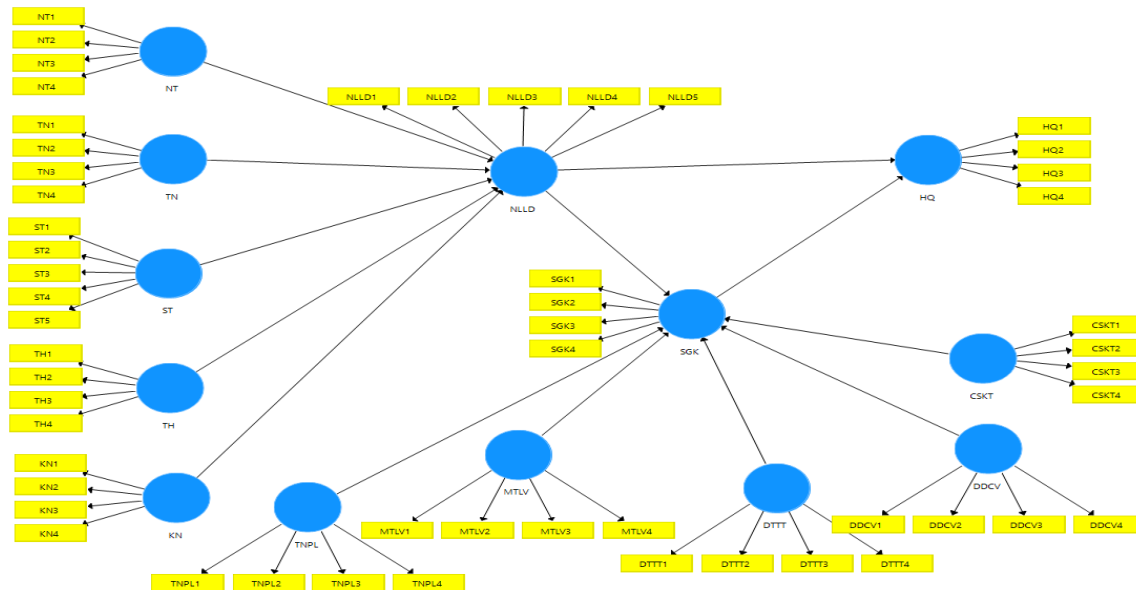 NT1
NT2
NT3
NT4
NT
TN1
TN2
TN3
TN4
TN
ST1
ST2
ST3
ST4
ST5
ST
TH1
TH2
TH3
TH4
TH
KN1
KN2
KN3
KN4
KN
NLLD1
NLLD2
NLLD3
NLLD4
NLLD5
NLLD
HQ1
HQ2
HQ3
HQ4
HQ
SGK1
SGK2
SGK3
SGK4
SGK
CSKT1
CSKT2
CSKT3
CSKT4
CSKT
TNPL
TNPL1
TNPL2
TNPL3
TNPL4
MTLV
MTLV1
MTLV2
MTLV3
MTLV4
DTTT
DTTT1
DTTT2
DTTT3
DTTT4
DDCV
DDCV1
DDCV2
DDCV3
DDCV4